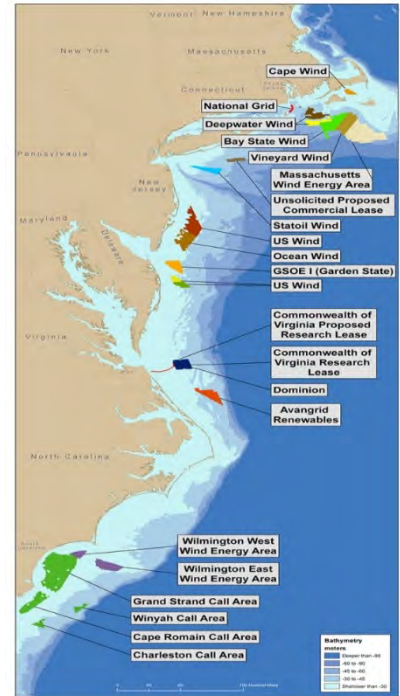 Vermont New Hampshire
New York
Massachusetts
Cape Wind
Connecticut
National Grid
Deepwater Wind
Bay State Wind
Pennsylvania
Vineyard Wind
Massachusetts
Wind Energy Area
New
Jersey
Unsolicited Proposed
Commercial Lease
Statoil Wind
Maryland
US Wind
Delaware
Ocean Wind
GSOE I (Garden State)
US Wind
Commonwealth of
Virginia Proposed
Research Lease
Virginia
Commonwealth of
Virginia Research
Lease
Dominion
Avangrid
Renewables
North Carolina
Wilmington West
Wind Energy Area
Wilmington East
Wind Energy Area
Grand Strand Call Area
Winyah Call Area
Cape Romain Call Area
Charleston Call Area
Bathymetry
meters